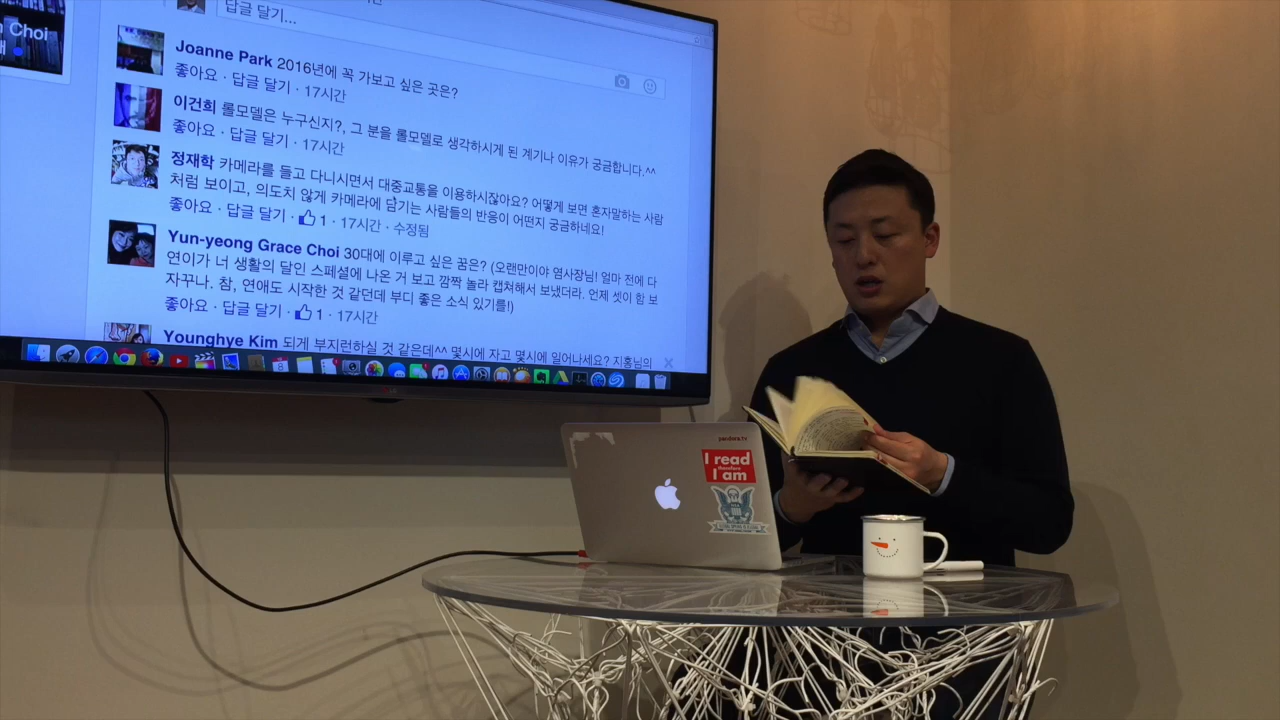 Choi
답글 달기...
Joanne Park 2016년에 꼭 가보고 싶은 곳은?
좋아요 · 답글 달기 · 17시간
이건희 롤모델은 누구신지?, 그 분을 롤모델로 생각하시게 된 계기나 이유가 궁금합니다.^^
좋아요 · 답글 달기 · 17시간
정재학 카메라를 들고 다니시면서 대중교통을 이용하시잖아요? 어떻게 보면 혼자말하는 사람
처럼 보이고, 의도치 않게 카메라에 담기는 사람들의 반응이 어떤지 궁금하네요!
좋아요 · 답글 달기 · 1 · 17시간 · 수정됨
Yun-yeong Grace Choi 30대에 이루고 싶은 꿈은? (오랜만이야 염사장님! 얼마 전에 다
연이가 너 생활의 달인 스페셜에 나온 거 보고 깜짝 놀라 캡쳐해서 보냈더라. 언제 셋이 함 보
자꾸나. 참, 연애도 시작한 것 같던데 부디 좋은 소식 있기를!)
좋아요 · 답글 달기 · 1 · 17시간
Younghye Kim 되게 부지런하실 것 같은데^^ 몇시에 자고 몇시에 일어나세요? 지홍님의
pandora.tv
I read
therefore
I am